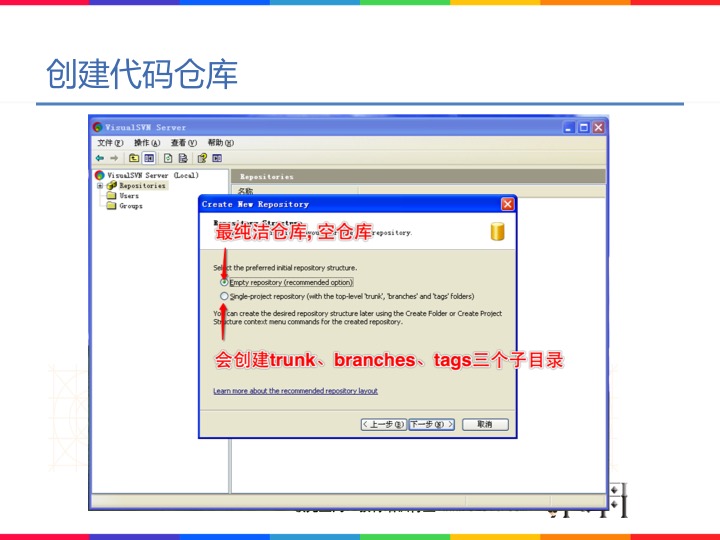 创建代码仓库
VisualSVN Server
文件(F) 操作(A) 查看(V) 帮助(H)
VisualSVN Server (Local)
Repositories
Users
Groups
Repositories
名称
Create New Repository
最纯洁仓库, 空仓库
repository.
Select the preferred initial repository structure.
Empty repository (recommended option)
Single-project repository (with the top-level 'trunk', 'branches' and 'tags' folders)
You can create the desired repository structure later using the Create Folder or Create Project
Structure context menu commands for the created repository.
会创建trunk、branches、tags三个子目录
Learn more about the recommended repository layout
< 上一步(B) 下一步(N) > 取消